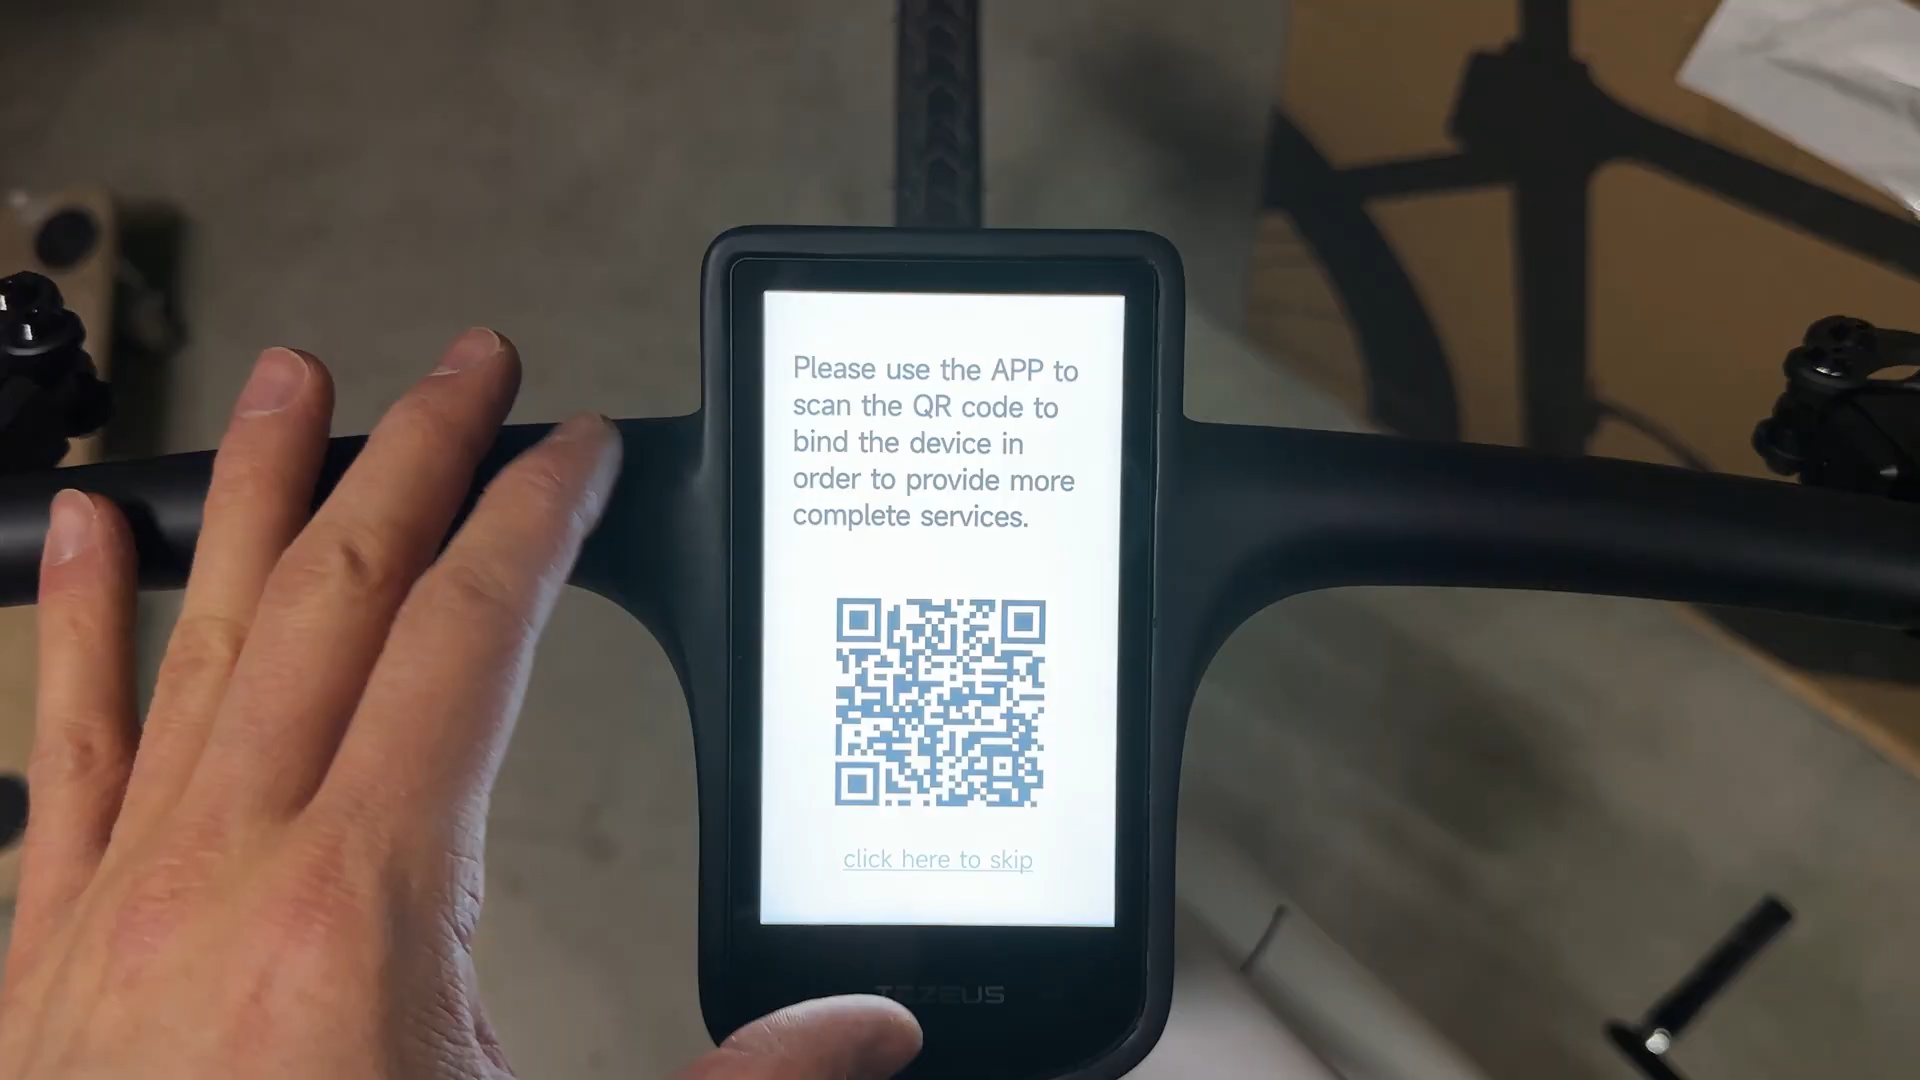 Please use the APP to
scan the QR code to
bind the device in
order to provide more
complete services.
click here to skip
TEZEUS